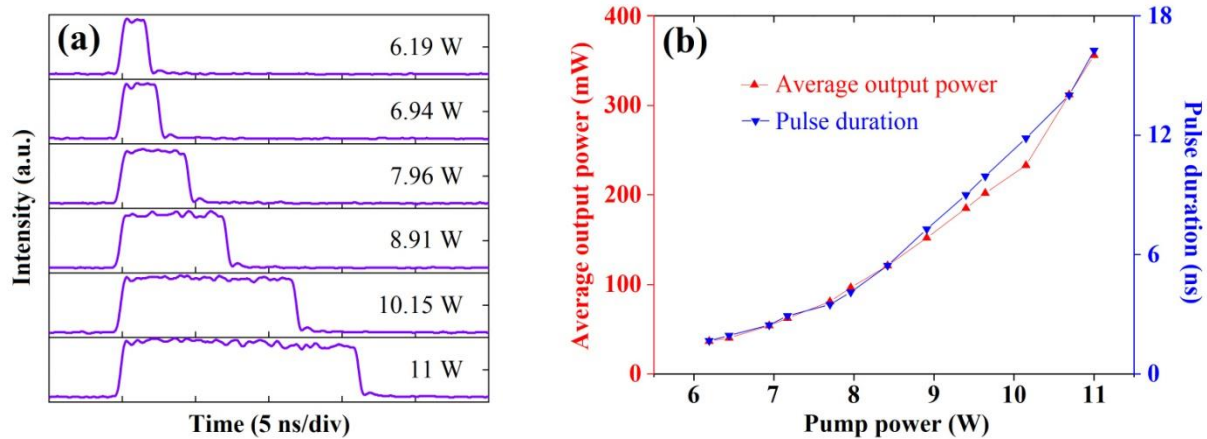 (a)
6.19 W
6.94 W
7.96 W
8.91 W
10.15 W
11 W
Intensity (a.u.)
Time (5 ns/div)
(b)
Average output power
Pulse duration
Average output power (mW)
400
300
200
100
0
6 7 8 9 10 11
Pump power (W)
18
12
6
0
Pulse duration (ns)